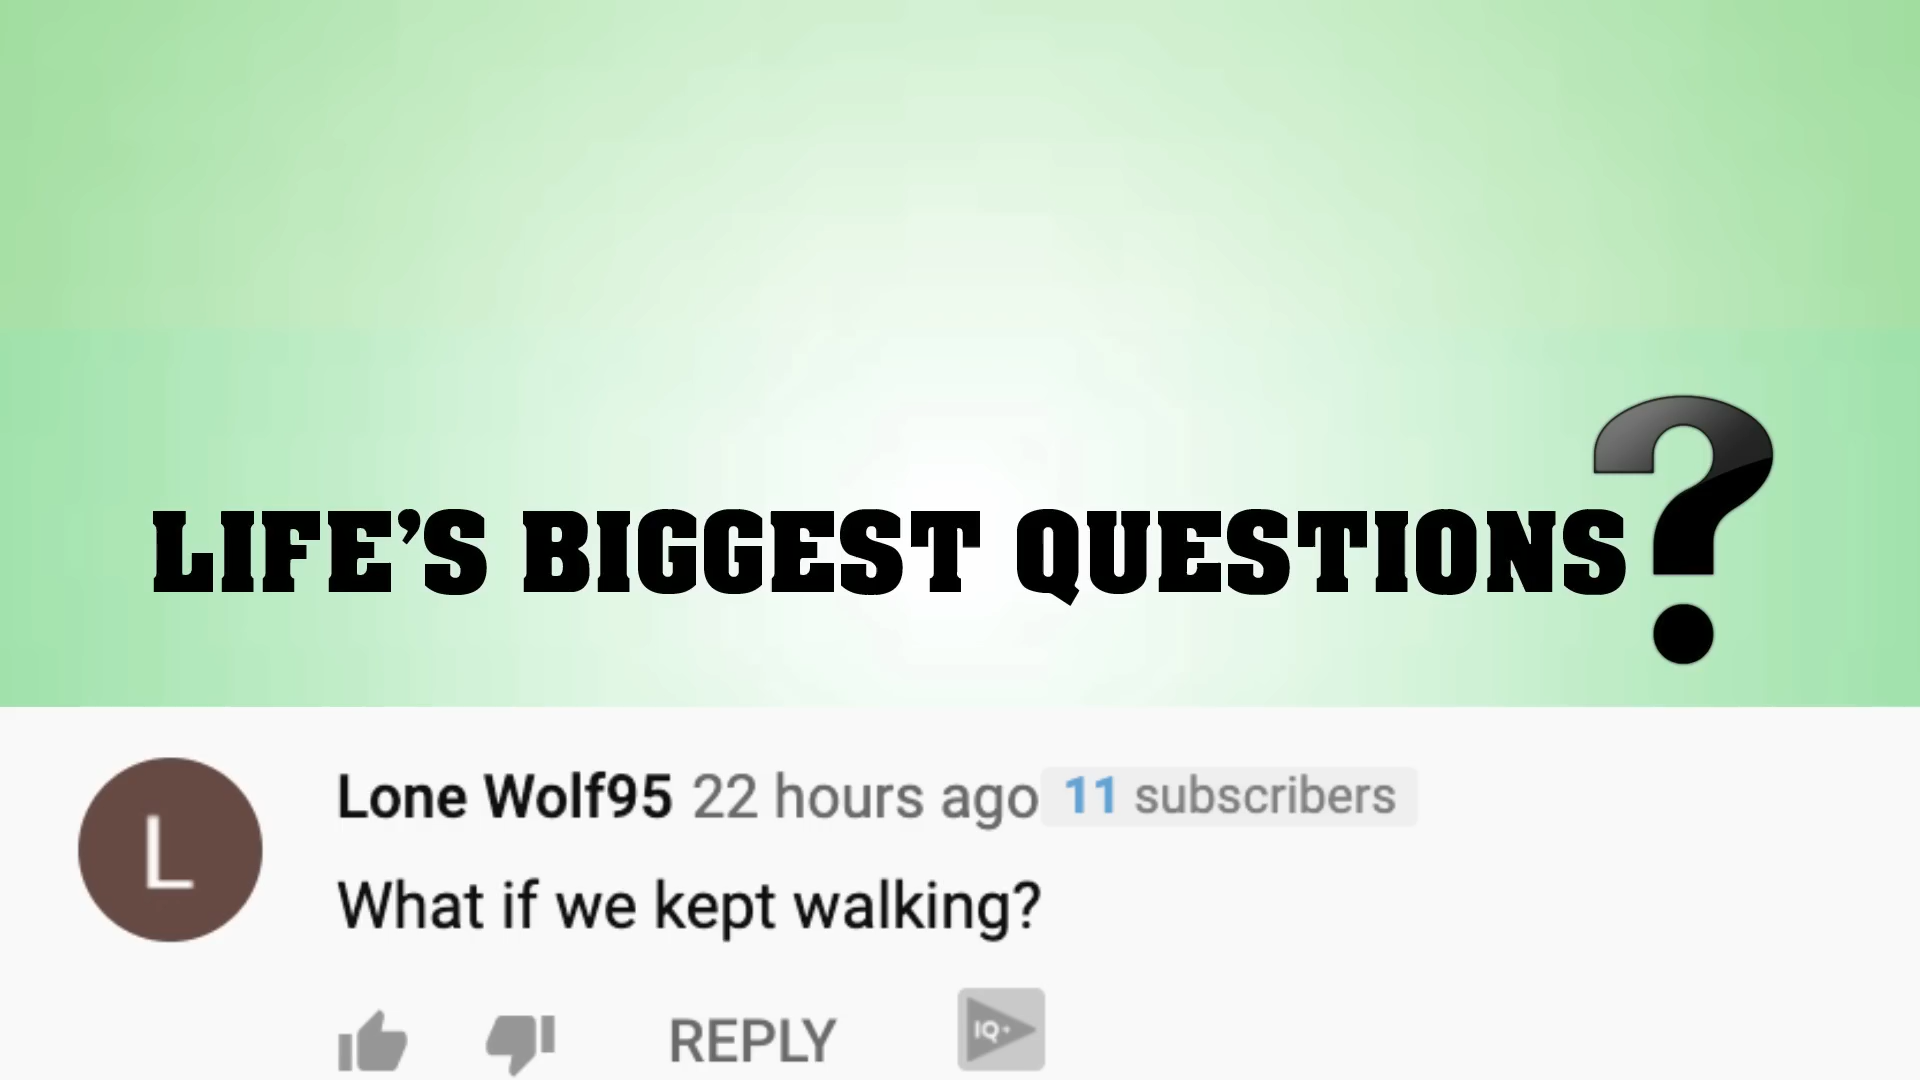 LIFE'S BIGGEST QUESTIONS?
L
Lone Wolf95 22 hours ago 11 subscribers
What if we kept walking?
REPLY
IQ+